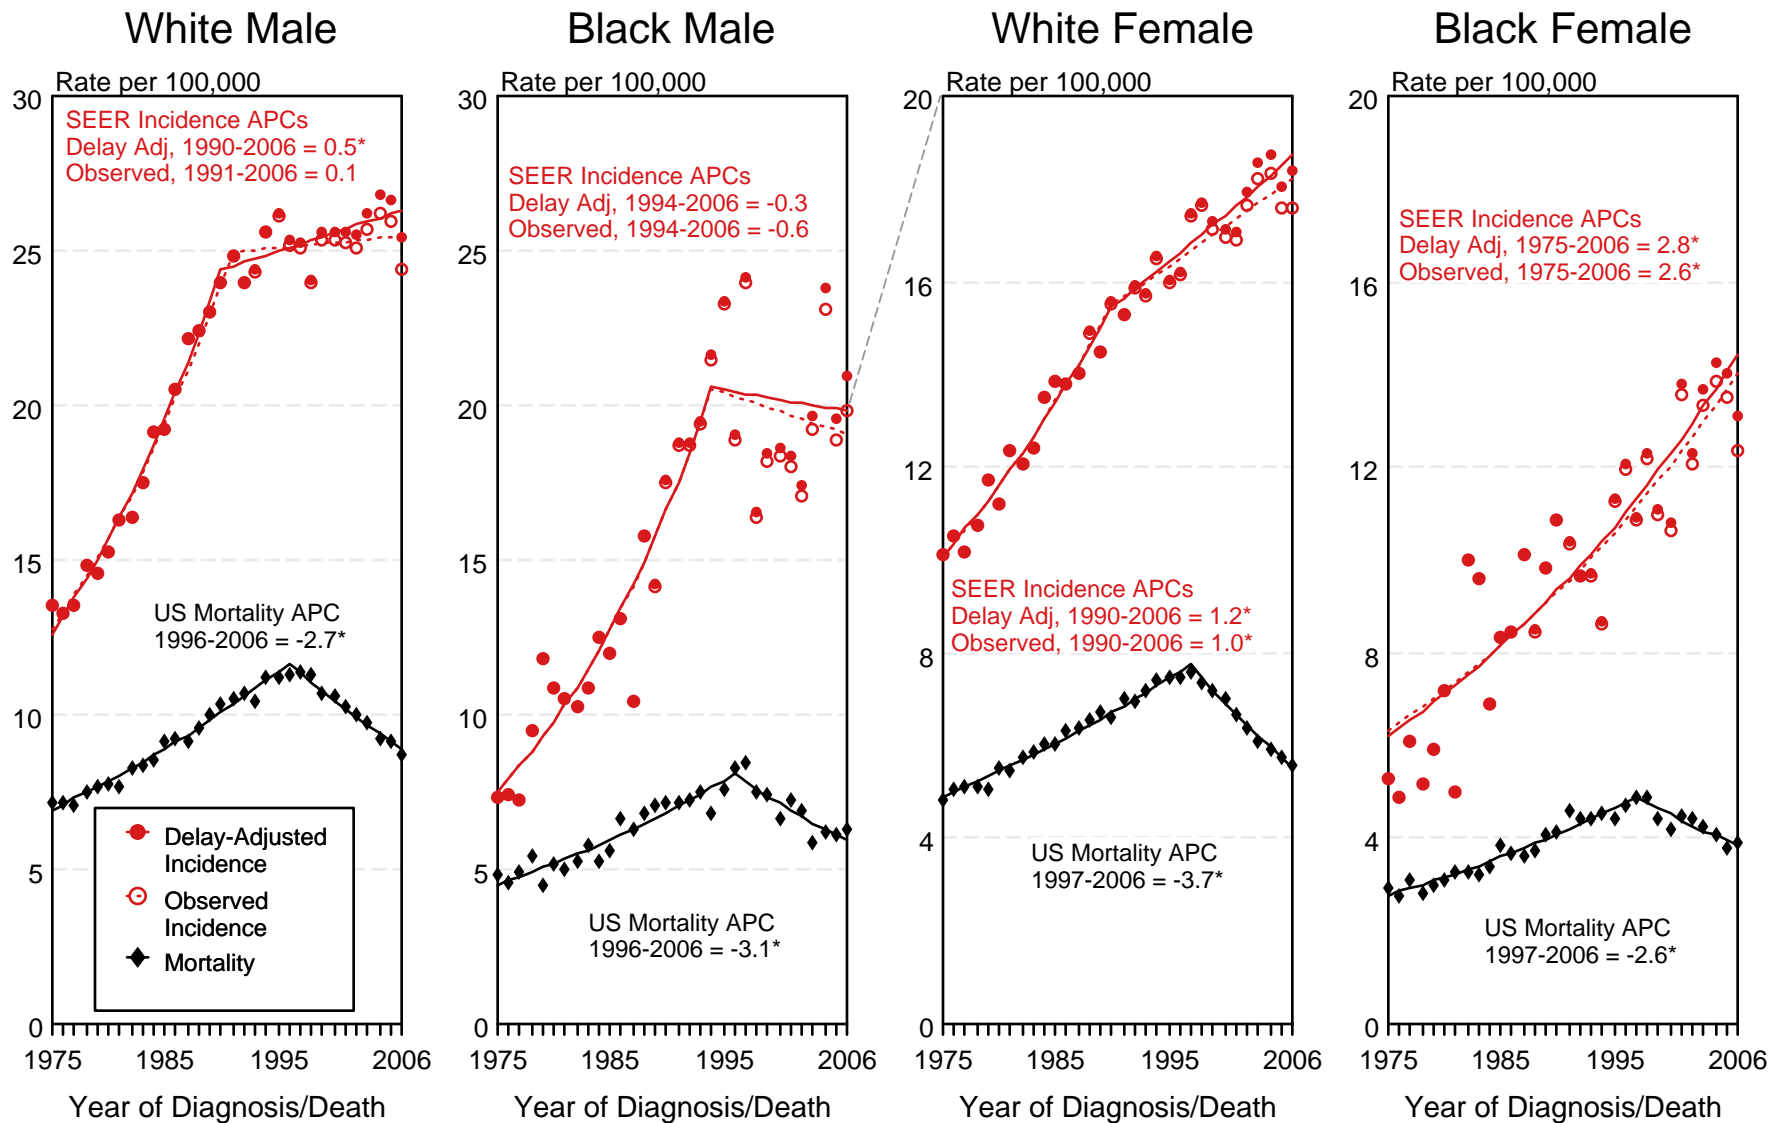 White Male
Rate per 100,000
30
25
20
15
10
5
0
SEER Incidence APCs
Delay Adj, 1990-2006 = 0.5*
Observed, 1991-2006 = 0.1
US Mortality APC
1996-2006 = -2.7*
Delay-Adjusted
Incidence
Observed
Incidence
Mortality
1975
1985
1995
2006
Year of Diagnosis/Death
Black Male
Rate per 100,000
30
25
20
15
10
5
0
SEER Incidence APCs
Delay Adj, 1994-2006 = -0.3
Observed, 1994-2006 = -0.6
US Mortality APC
1996-2006 = -3.1*
1975
1985
1995
2006
Year of Diagnosis/Death
White Female
Rate per 100,000
20
16
12
8
4
0
SEER Incidence APCs
Delay Adj, 1990-2006 = 1.2*
Observed, 1990-2006 = 1.0*
US Mortality APC
1997-2006 = -3.7*
1975
1985
1995
2006
Year of Diagnosis/Death
Black Female
Rate per 100,000
20
16
12
8
4
0
SEER Incidence APCs
Delay Adj, 1975-2006 = 2.8*
Observed, 1975-2006 = 2.6*
US Mortality APC
1997-2006 = -2.6*
1975
1985
1995
2006
Year of Diagnosis/Death